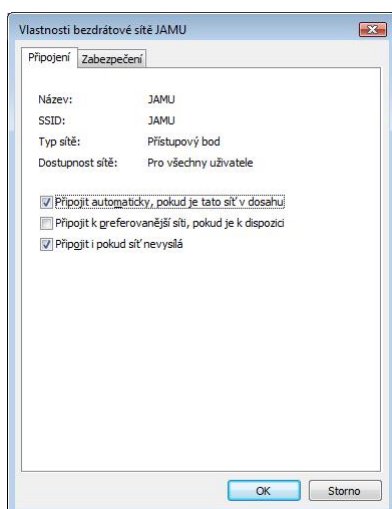 Vlastnosti bezdrátové sítě JAMU
Připojení Zabezpečení
Název: JAMU
SSID: JAMU
Typ sítě: Přístupový bod
Dostupnost sítě: Pro všechny uživatele
Připojit automaticky, pokud je tato síť v dosahu
Připojit k preferovanější síti, pokud je k dispozici
Připojit i pokud síť nevysílá
OK Storno